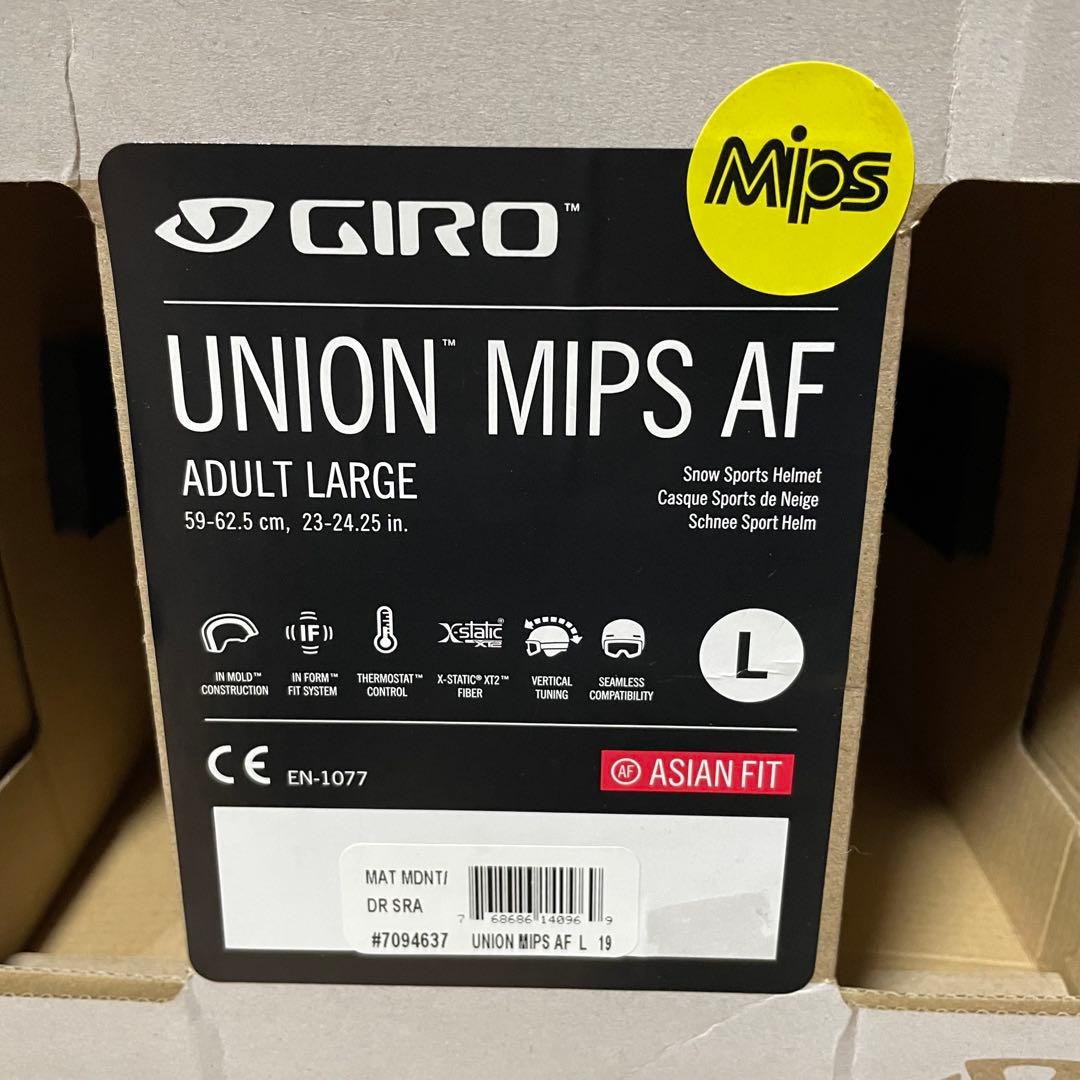 Mips
GIRO™
UNION™ MIPS AF
ADULT LARGE
59-62.5 cm, 23-24.25 in.
Snow Sports Helmet
Casque Sports de Neige
Schnee Sport Helm
IF
X-static®
XT2
IN MOLD™
CONSTRUCTION
IN FORM™
FIT SYSTEM
THERMOSTAT™
CONTROL
X-STATIC® XT2™
FIBER
VERTICAL
TUNING
SEAMLESS
COMPATIBILITY
L
CE EN-1077
AF ASIAN FIT
MAT MDNT/
DR SRA
7 68686 14096 9
#7094637 UNION MIPS AF L 19